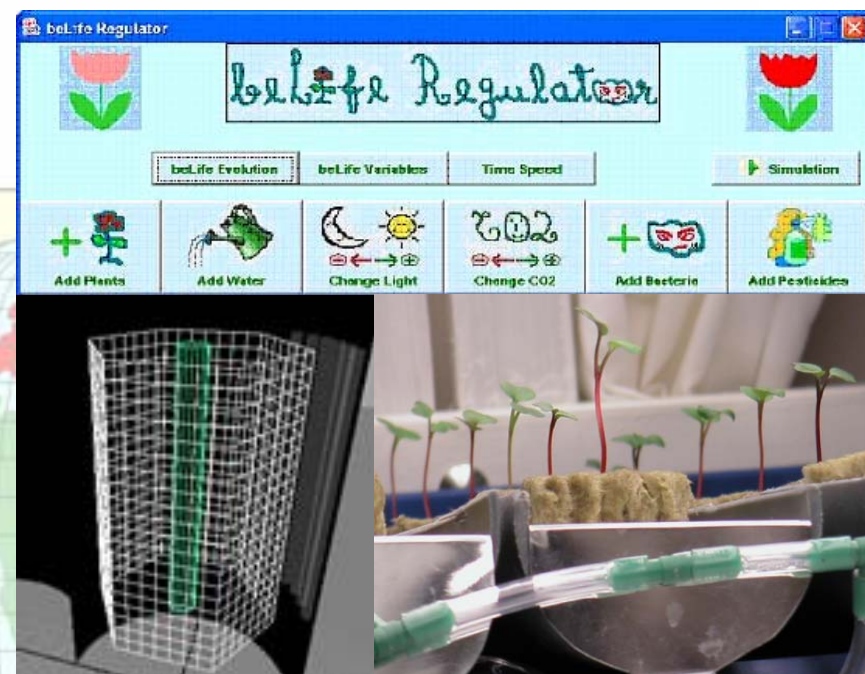 beLife Regulator
beLife Regulator
beLife Evolution beLife Variables Time Speed Simulation
CO2
Add Plants Add Water Change Light Change CO2 Add Bacteria Add Pesticides